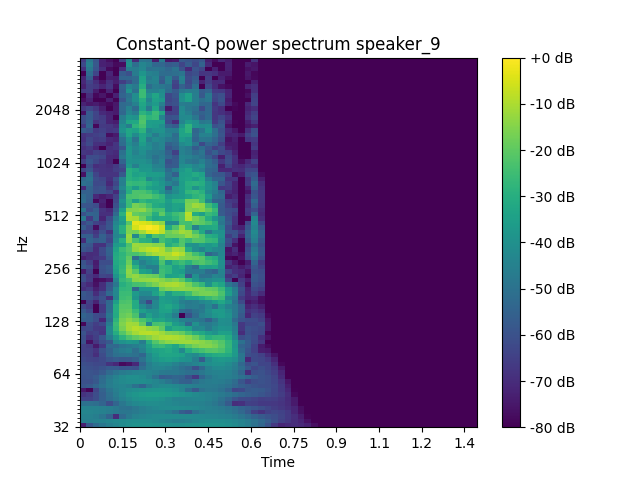 Constant-Q power spectrum speaker_9
+0 dB
2048
-10 dB
1024
-20 dB
512
-30 dB
Hz
-40 dB
256
-50 dB
128
-60 dB
64
-70 dB
32
-80 dB
0 0.15 0.3 0.45 0.6 0.75 0.9 1.1 1.2 1.4
Time